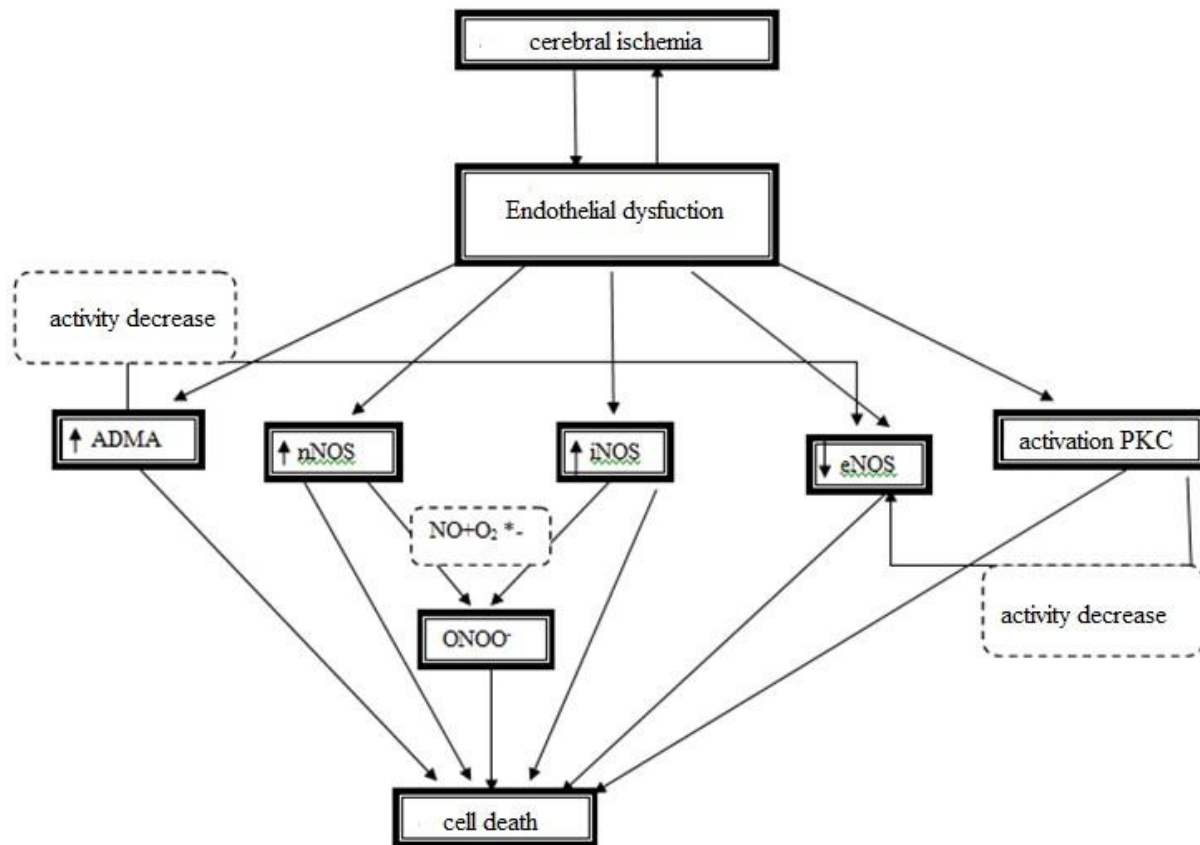 cerebral ischemia
Endothelial dysfuction
activity decrease
↑ ADMA
↑ nNOS
↑ iNOS
↓ eNOS
activation PKC
NO+O₂ *-
ONOO⁻
activity decrease
cell death